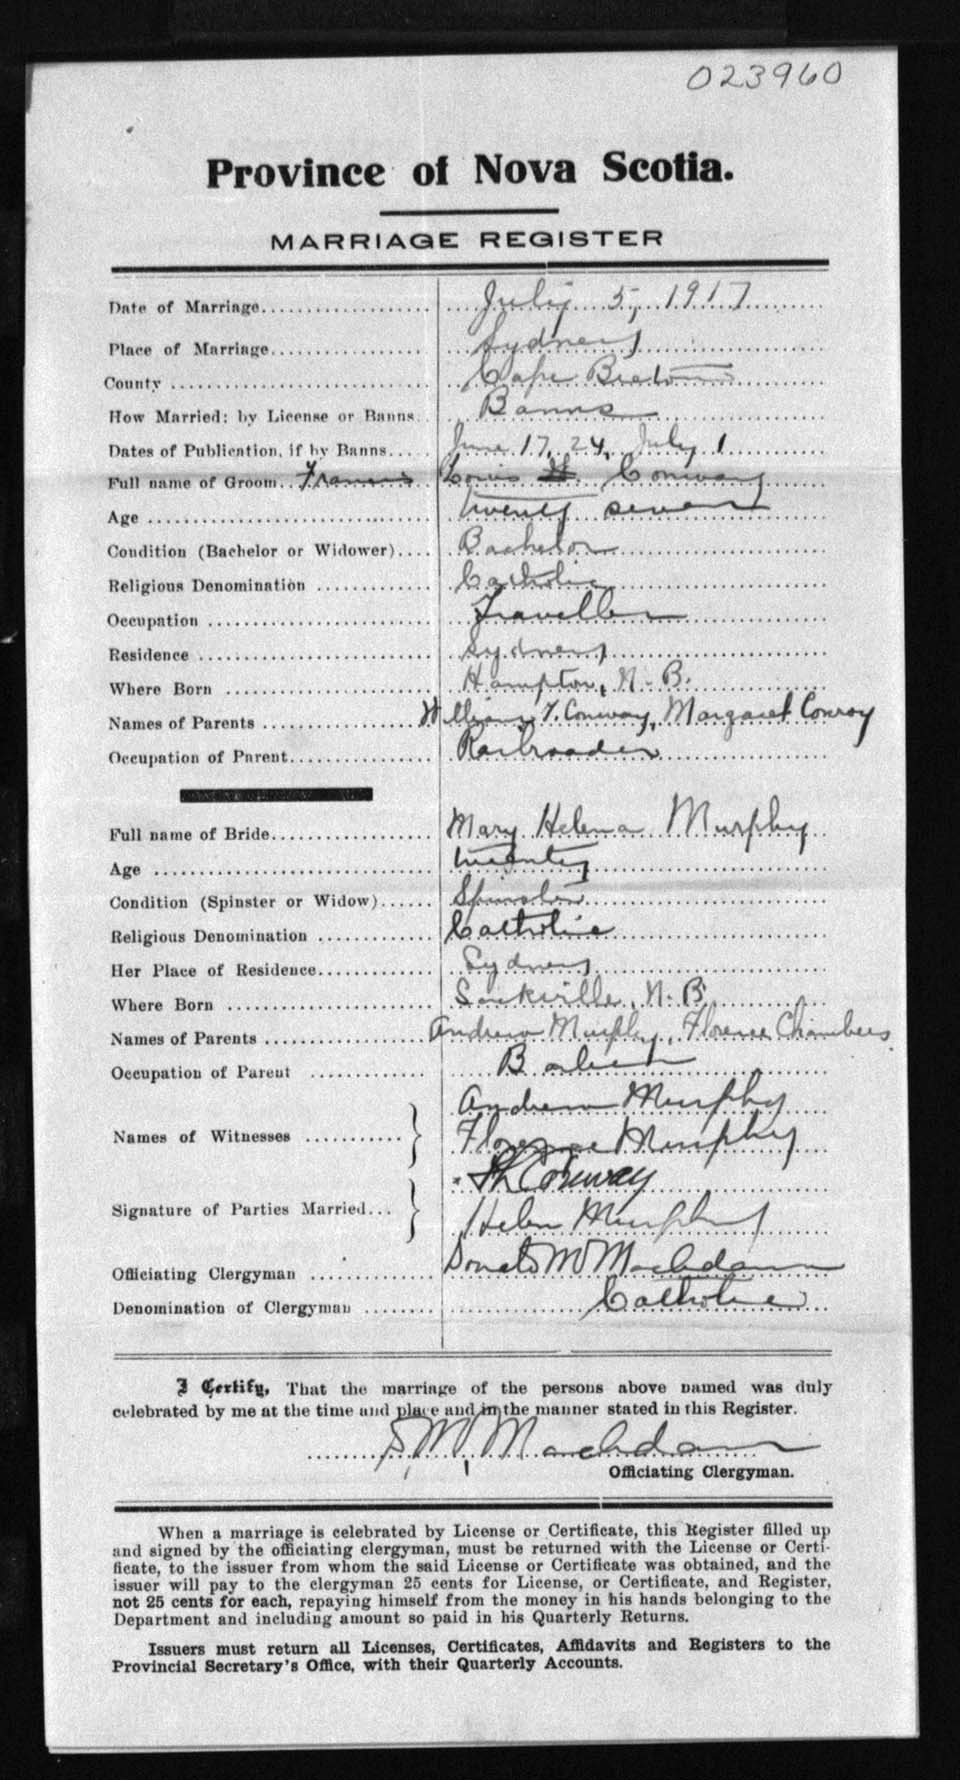 023960
Province of Nova Scotia.
MARRIAGE REGISTER
Date of Marriage.................... July 5, 1917
Place of Marriage................... Sydney
County .................... Cape Breton
How Married: by License or Banns.. Banns
Dates of Publication, if by Banns.... June 17, 24, July 1
Full name of Groom.. Francis Louis Conway
Age .................... twenty seven
Condition (Bachelor or Widower).... Bachelor
Religious Denomination ............ Catholic
Occupation .................... Traveller
Residence .................... Sydney
Where Born .................... Hampton, N. B.
Names of Parents .................. William T. Conway, Margaret Conroy
Occupation of Parent................. Railroader
Full name of Bride................... Mary Helena Murphy
Age .................... twenty
Condition (Spinster or Widow)...... Spinster
Religious Denomination ............. Catholic
Her Place of Residence.............. Sydney
Where Born .................... Sackville, N. B.
Names of Parents .................. Andrew Murphy, Florence Chambers
Occupation of Parent ............. Barber
Andrew Murphy
Names of Witnesses ........... Florence Murphy
Conway
Signature of Parties Married... Helen Murphy
Officiating Clergyman ............. Donald M Macadam
Denomination of Clergyman ........ Catholic
I Certify, That the marriage of the persons above named was duly
celebrated by me at the time and place and in the manner stated in this Register.
D. M. Macadam
Officiating Clergyman.
When a marriage is celebrated by License or Certificate, this Register filled up
and signed by the officiating clergyman, must be returned with the License or Certi-
ficate, to the issuer from whom the said License or Certificate was obtained, and the
issuer will pay to the clergyman 25 cents for License, or Certificate, and Register,
not 25 cents for each, repaying himself from the money in his hands belonging to the
Department and including amount so paid in his Quarterly Returns.
Issuers must return all Licenses, Certificates, Affidavits and Registers to the
Provincial Secretary's Office, with their Quarterly Accounts.